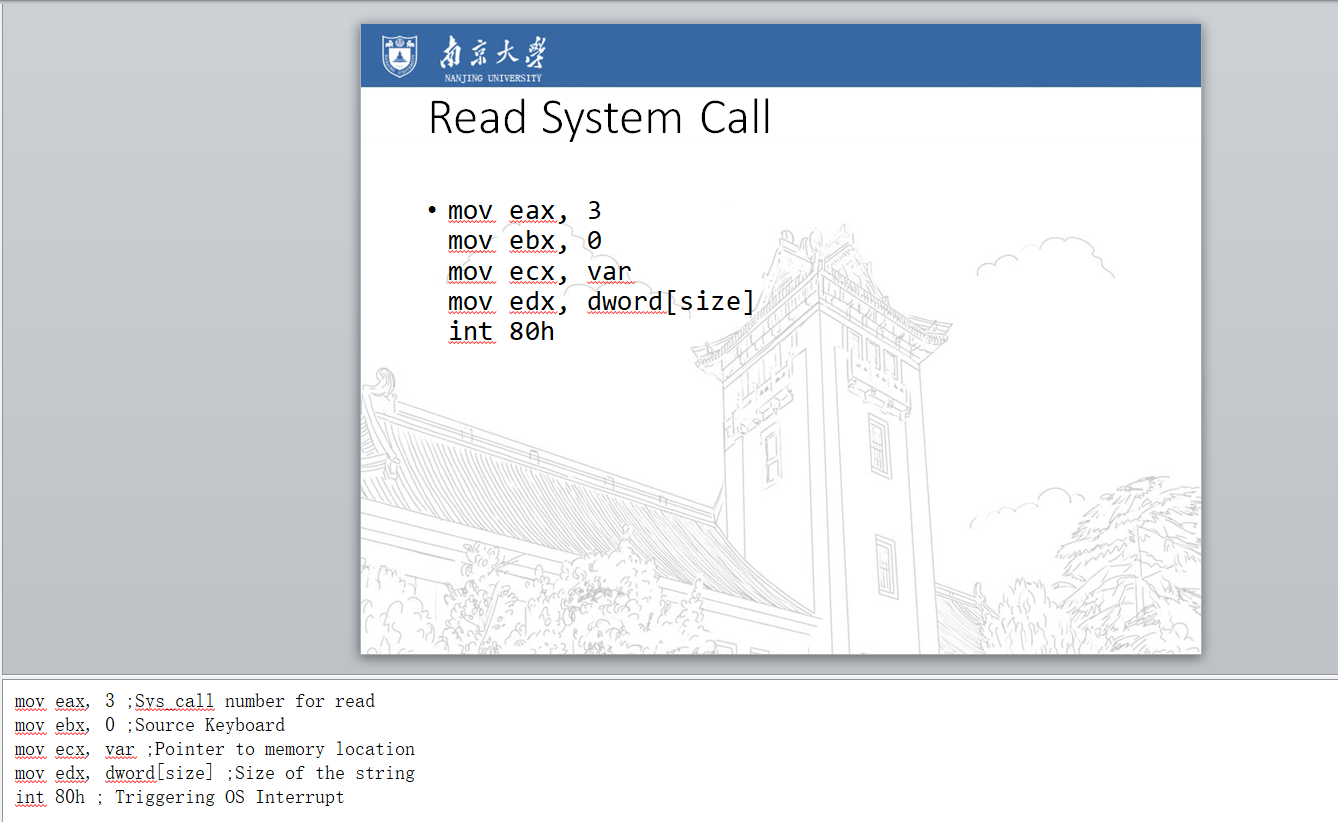 南京大學
NANJING UNIVERSITY
Read System Call
• mov eax, 3
mov ebx, 0
mov ecx, var
mov edx, dword[size]
int 80h
mov eax, 3 ;Sys_call number for read
mov ebx, 0 ;Source Keyboard
mov ecx, var ;Pointer to memory location
mov edx, dword[size] ;Size of the string
int 80h ; Triggering OS Interrupt